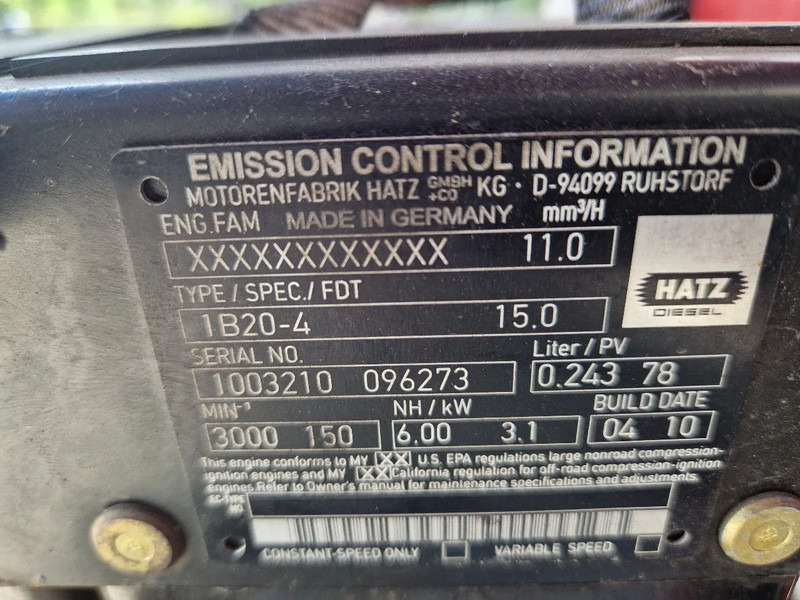 EMISSION CONTROL INFORMATION
MOTORENFABRIK HATZ GMBH +CO KG · D-94099 RUHSTORF
ENG.FAM MADE IN GERMANY mm³/H
XXXXXXXXXXXX 11.0
HATZ
DIESEL
TYPE / SPEC./ FDT
1B20-4 15.0
SERIAL NO. Liter / PV
1003210 096273 0.243 78
MIN⁻¹ NH / kW BUILD DATE
3000 150 6.00 3.1 04 10
This engine conforms to MY XX U.S. EPA regulations large nonroad compression-
ignition engines and MY XX California regulation for off-road compression-ignition
engines Refer to Owner's manual for maintenance specifications and adjustments.
EC-TYPE
NO.
CONSTANT-SPEED ONLY VARIABLE SPEED